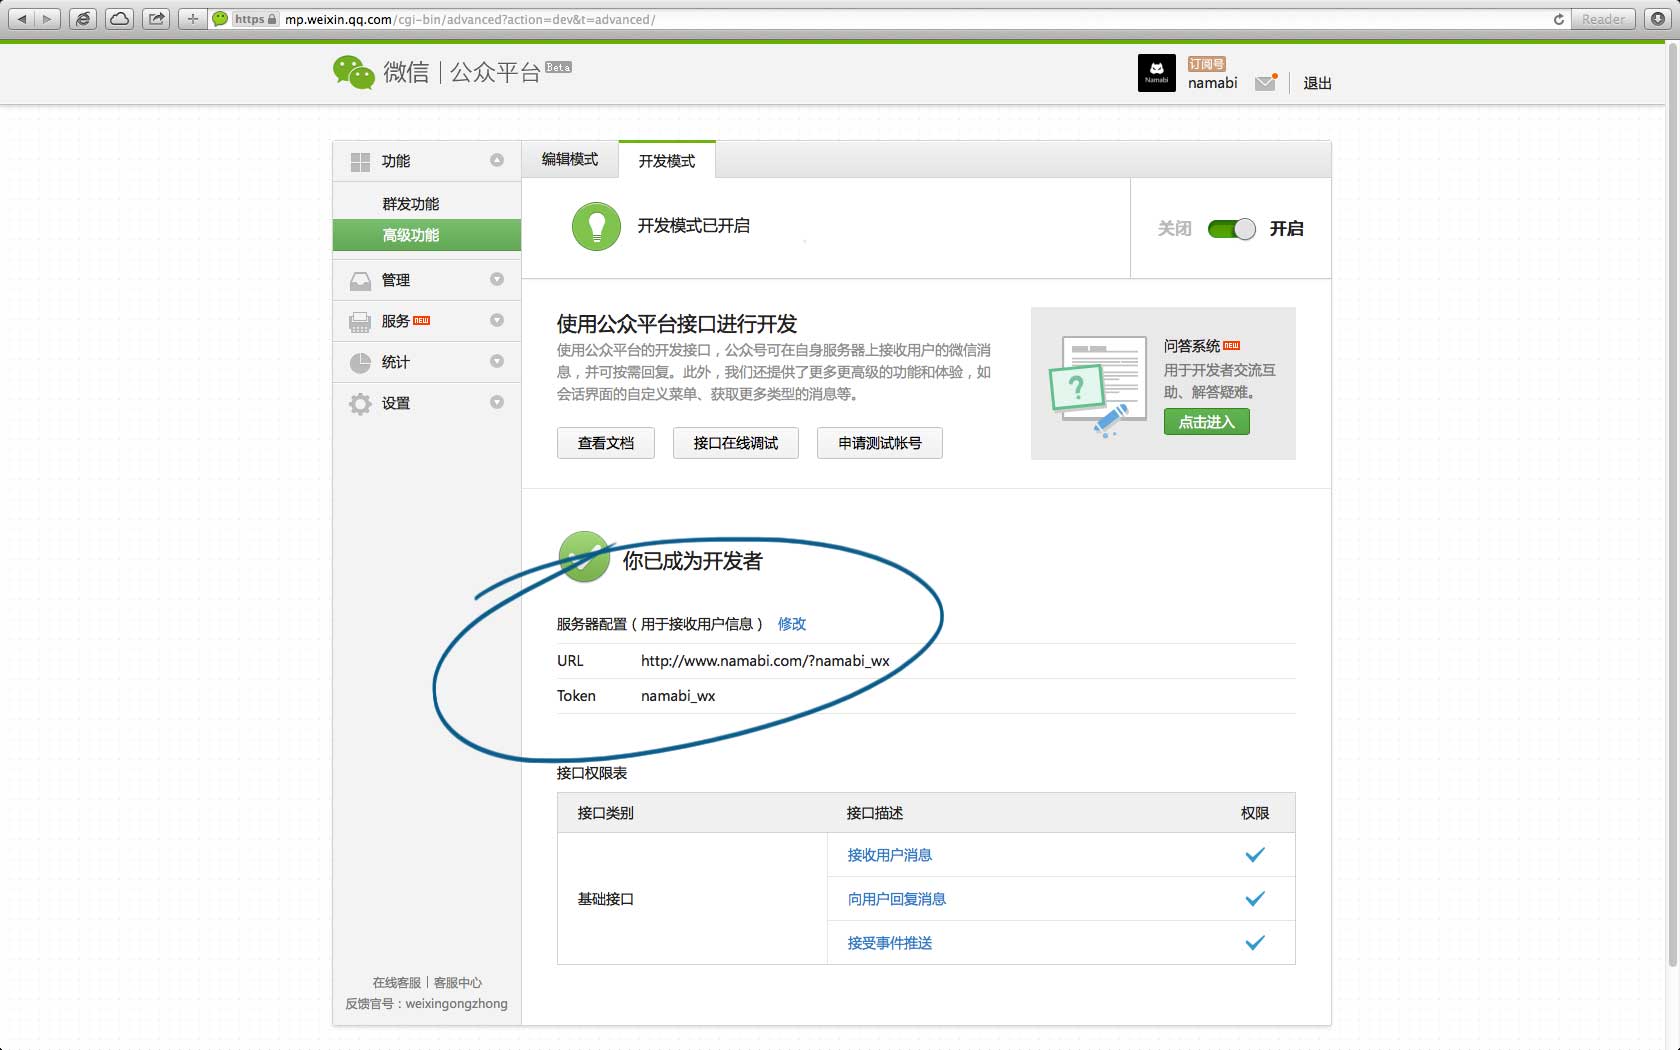 https mp.weixin.qq.com/cgi-bin/advanced?action=dev&t=advanced/ Reader
微信 | 公众平台 Beta
Namabi
订阅号
namabi
退出
功能
群发功能
高级功能
管理
服务 NEW
统计
设置
在线客服 | 客服中心
反馈官号：weixingongzhong
编辑模式 开发模式
开发模式已开启
关闭 开启
使用公众平台接口进行开发
使用公众平台的开发接口，公众号可在自身服务器上接收用户的微信消
息，并可按需回复。此外，我们还提供了更多更高级的功能和体验，如
会话界面的自定义菜单、获取更多类型的消息等。
查看文档 接口在线调试 申请测试帐号
问答系统 NEW
用于开发者交流互
助、解答疑难。
点击进入
你已成为开发者
服务器配置（用于接收用户信息） 修改
URL http://www.namabi.com/?namabi_wx
Token namabi_wx
接口权限表
接口类别 接口描述 权限
基础接口
接收用户消息
向用户回复消息
接受事件推送